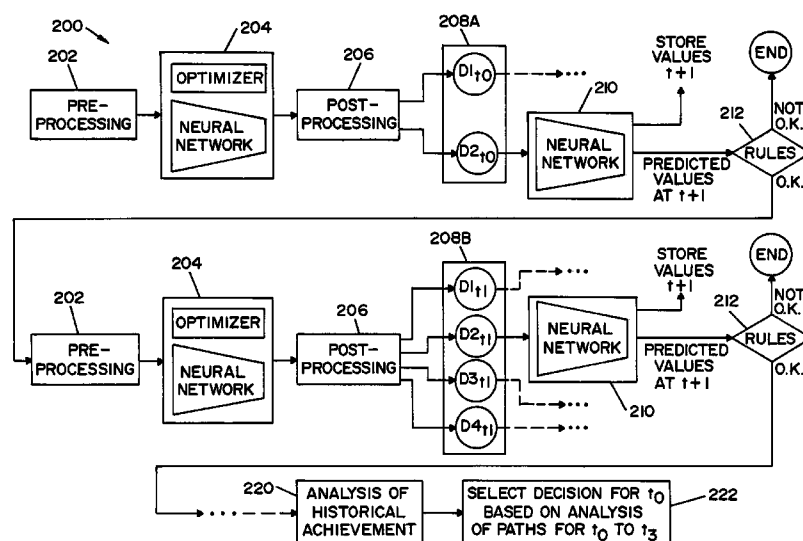 200
202
PRE-
PROCESSING
204
OPTIMIZER
NEURAL
NETWORK
206
POST-
PROCESSING
208A
D1t0
...
D2t0
210
NEURAL
NETWORK
STORE
VALUES
t+1
PREDICTED
VALUES
AT t+1
END
NOT
O.K.
212
RULES
O.K.
202
PRE-
PROCESSING
204
OPTIMIZER
NEURAL
NETWORK
206
POST-
PROCESSING
208B
D1t1
...
D2t1
D3t1
...
D4t1
...
NEURAL
NETWORK
210
STORE
VALUES
t+1
PREDICTED
VALUES
AT t+1
END
NOT
O.K.
212
RULES
O.K.
...
220
ANALYSIS OF
HISTORICAL
ACHIEVEMENT
SELECT DECISION FOR t0
BASED ON ANALYSIS
OF PATHS FOR t0 TO t3
222